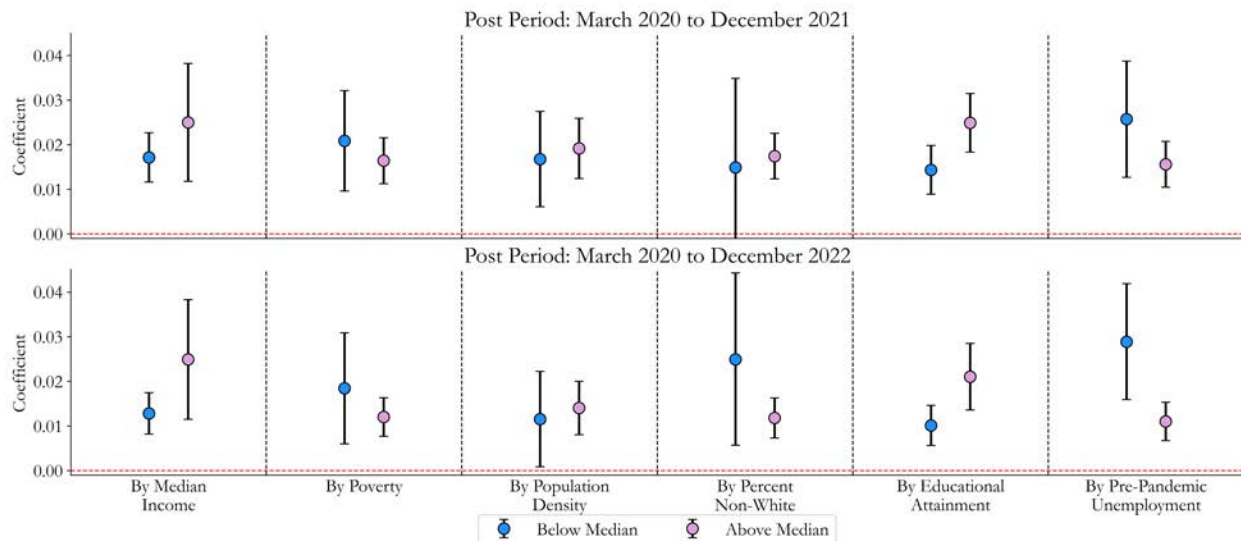 Post Period: March 2020 to December 2021
Coefficient
0.04
0.03
0.02
0.01
0.00
Post Period: March 2020 to December 2022
Coefficient
0.04
0.03
0.02
0.01
0.00
By Median
Income
By Poverty
By Population
Density
By Percent
Non-White
By Educational
Attainment
By Pre-Pandemic
Unemployment
Below Median
Above Median